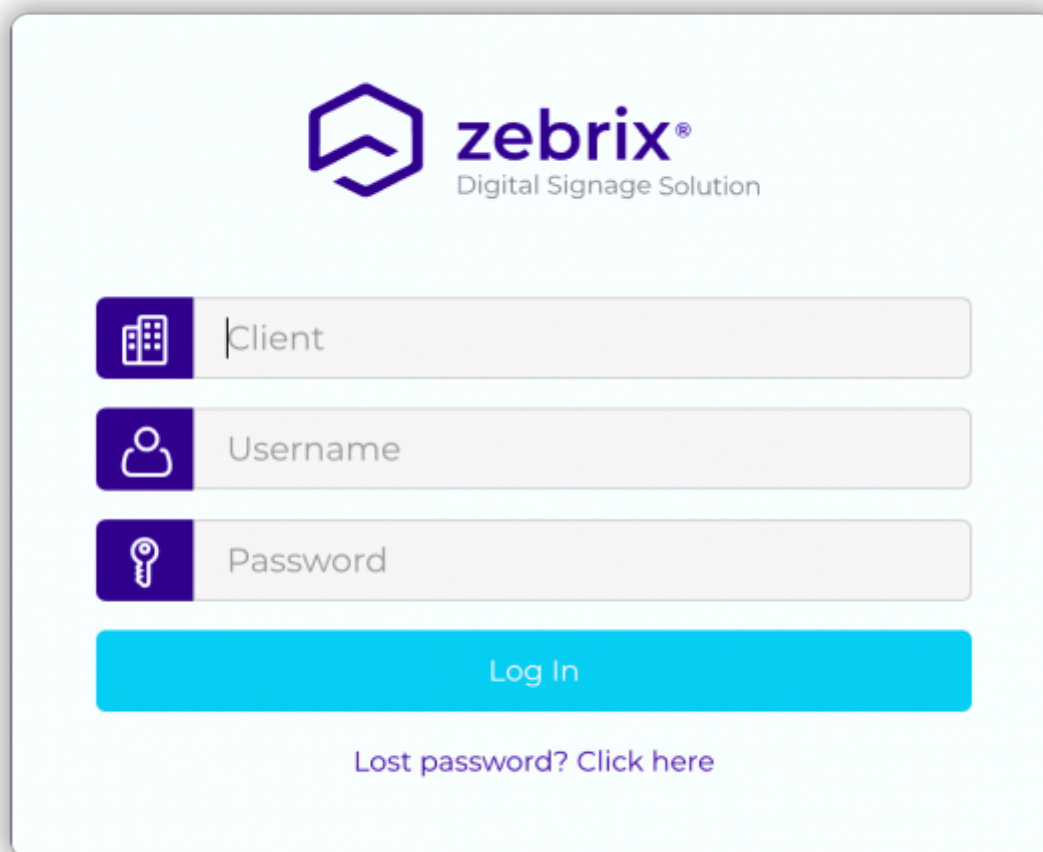 zebrix®
Digital Signage Solution
Client
Username
Password
Log In
Lost password? Click here